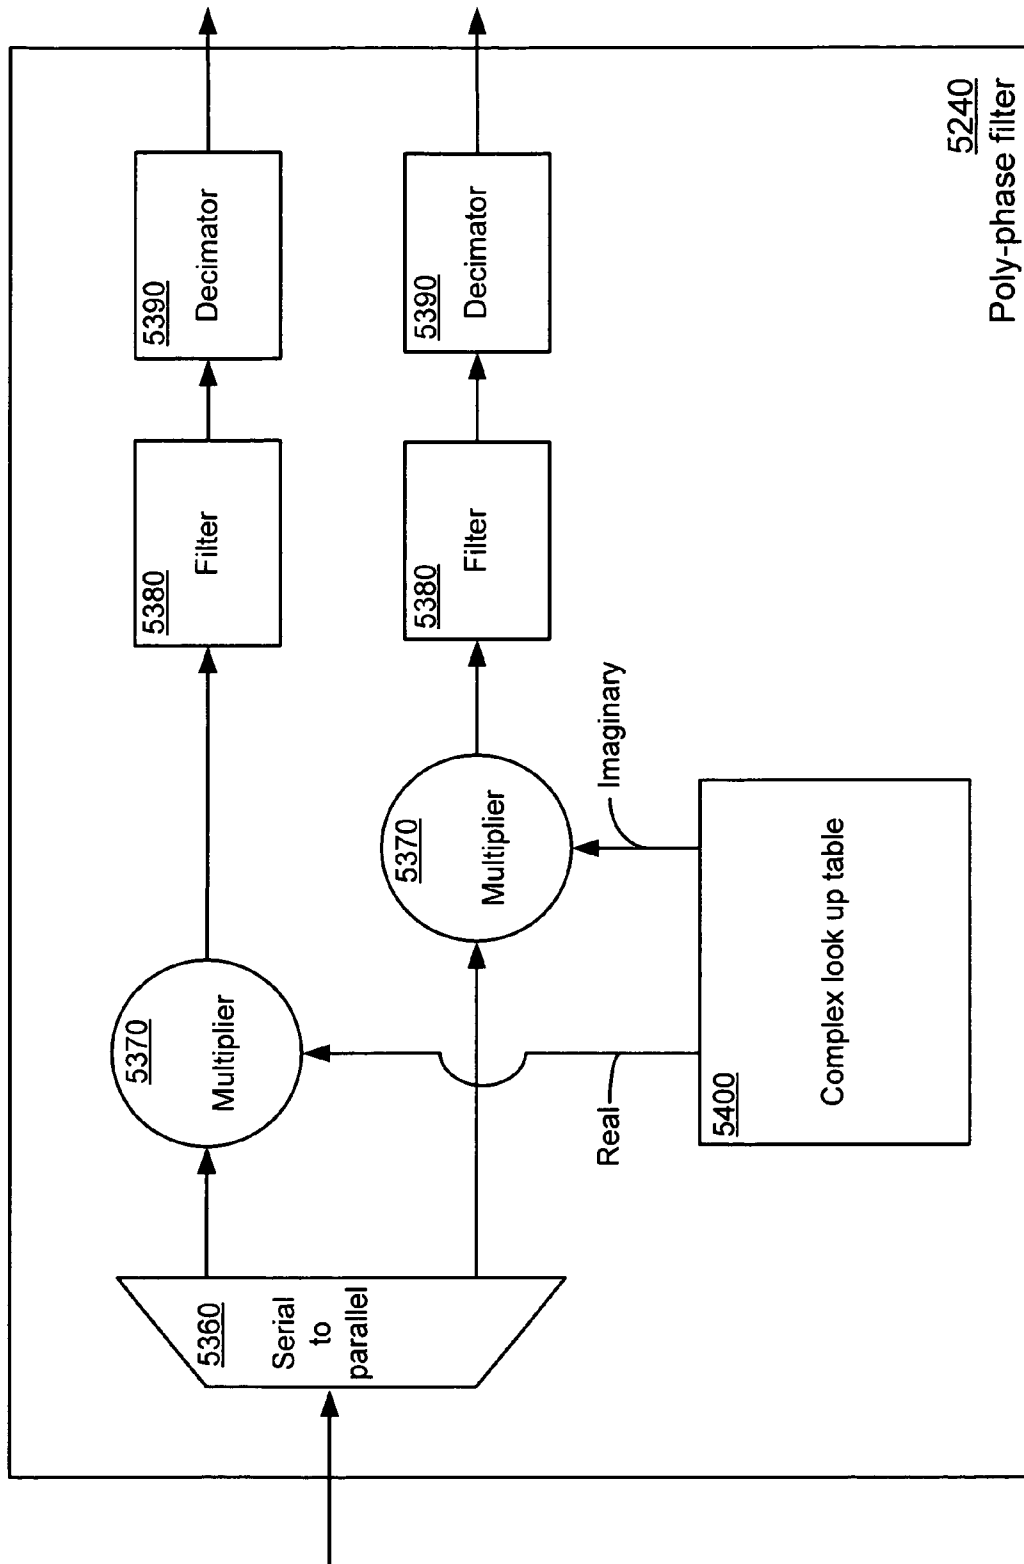 5360
Serial
to
parallel
5370
Multiplier
5380
Filter
5390
Decimator
5370
Multiplier
5380
Filter
5390
Decimator
Real
Imaginary
5400
Complex look up table
5240
Poly-phase filter